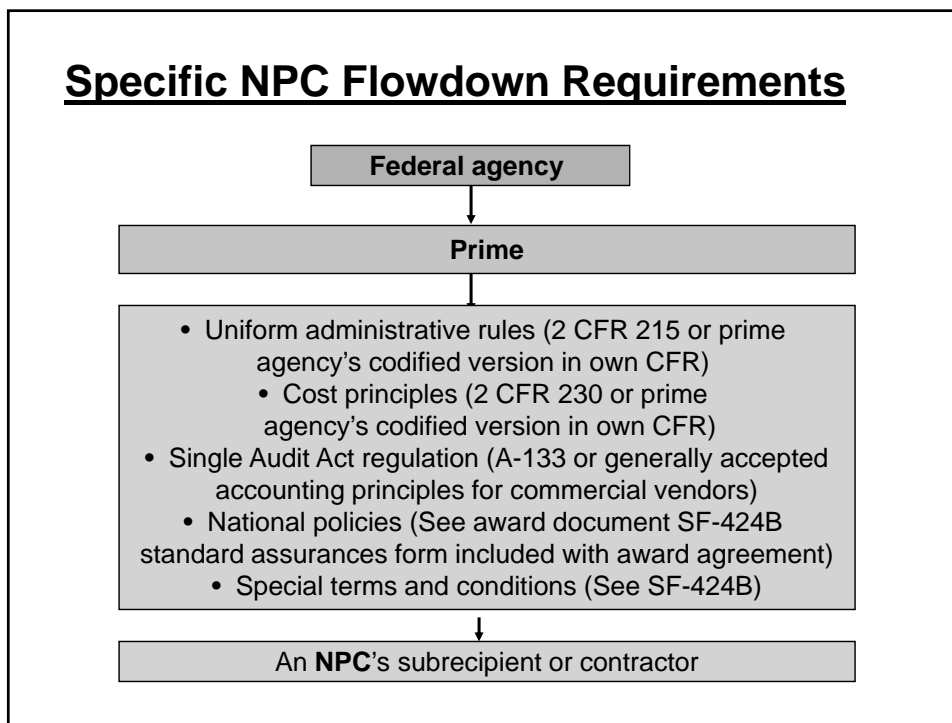 Specific NPC Flowdown Requirements
Federal agency
Prime
• Uniform administrative rules (2 CFR 215 or prime
agency’s codified version in own CFR)
• Cost principles (2 CFR 230 or prime
agency’s codified version in own CFR)
• Single Audit Act regulation (A-133 or generally accepted
accounting principles for commercial vendors)
• National policies (See award document SF-424B
standard assurances form included with award agreement)
• Special terms and conditions (See SF-424B)
An NPC’s subrecipient or contractor